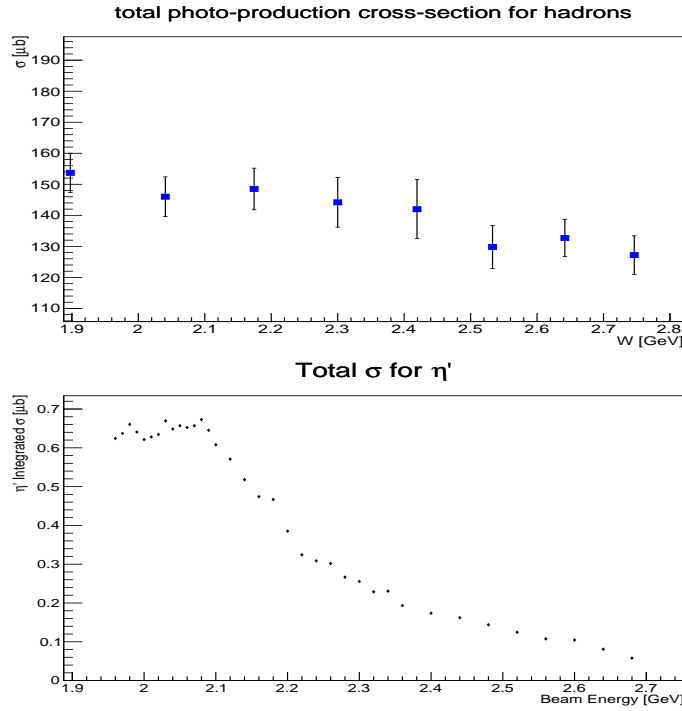 total photo-production cross-section for hadrons
σ [μb]
190
180
170
160
150
140
130
120
110
1.9 2 2.1 2.2 2.3 2.4 2.5 2.6 2.7 2.8
W [GeV]
Total σ for η'
η' Integrated σ [μb]
0.7
0.6
0.5
0.4
0.3
0.2
0.1
0
1.9 2 2.1 2.2 2.3 2.4 2.5 2.6 2.7
Beam Energy [GeV]